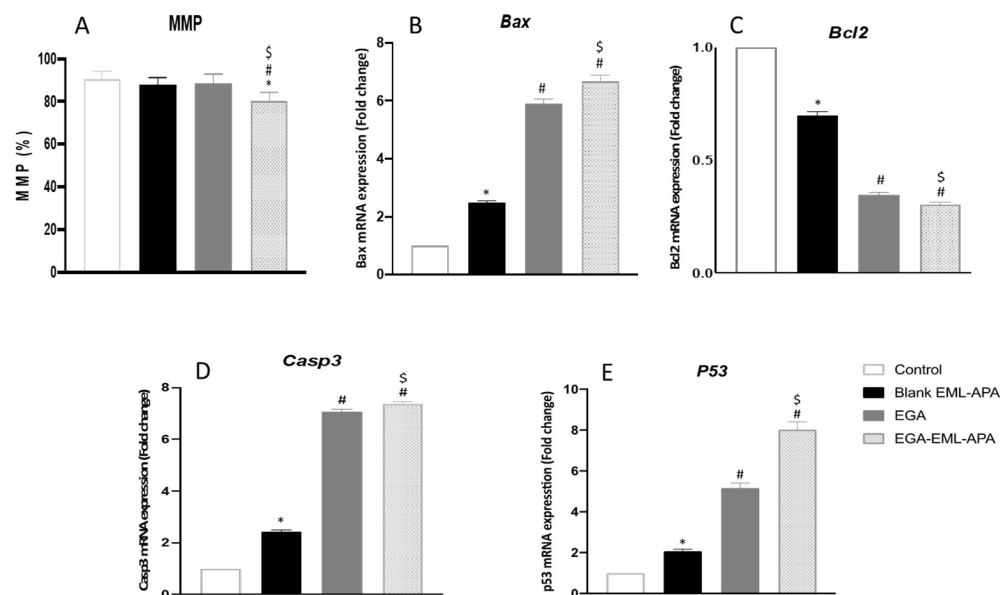 A
MMP
MMP (%)
100
80
60
40
20
0
$
#
*
B
Bax
Bax mRNA expression (Fold change)
8
6
4
2
0
*
#
$
#
C
Bcl2
Bcl2 mRNA expression (Fold change)
1.0
0.5
0.0
*
#
$
#
D
Casp3
Casp3 mRNA expression (Fold change)
8
6
4
2
0
*
#
$
#
E
P53
p53 mRNA expresstion (Fold change)
10
8
6
4
2
0
*
#
$
#
Control
Blank EML-APA
EGA
EGA-EML-APA